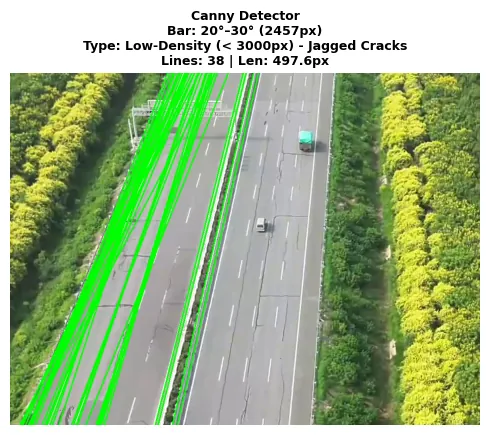 Canny Detector
Bar: 20°–30° (2457px)
Type: Low-Density (< 3000px) - Jagged Cracks
Lines: 38 | Len: 497.6px